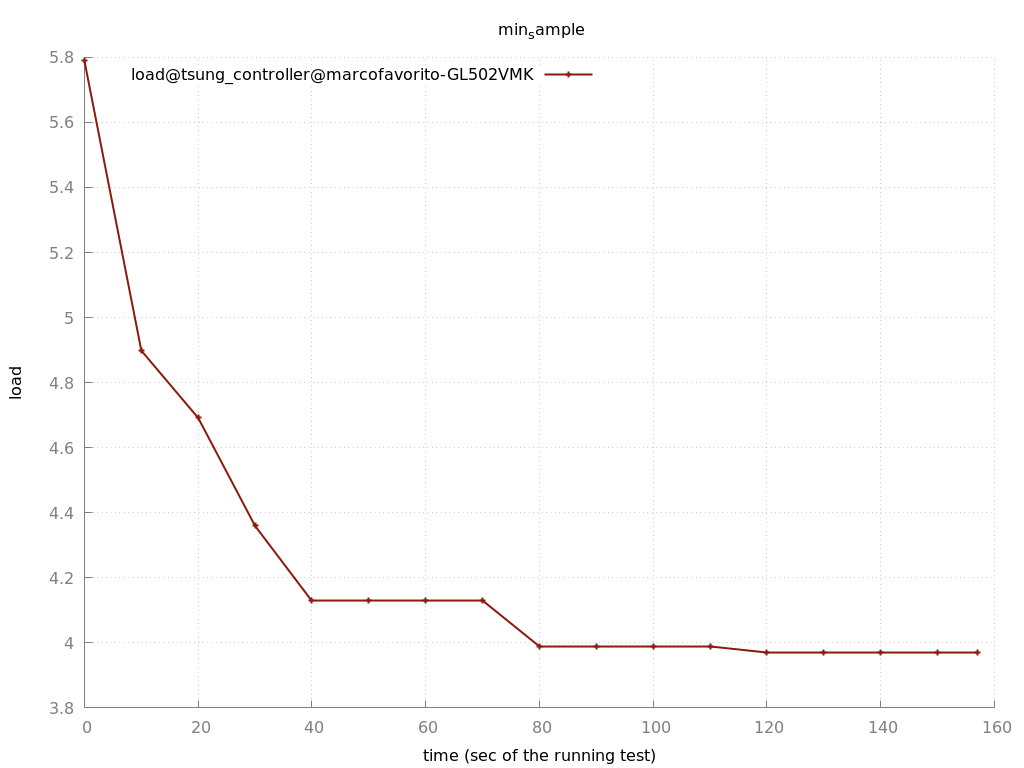 minsample
5.8
load@tsung_controller@marcofavorito-GL502VMK
5.6
5.4
5.2
5
4.8
load
4.6
4.4
4.2
4
3.8
0 20 40 60 80 100 120 140 160
time (sec of the running test)